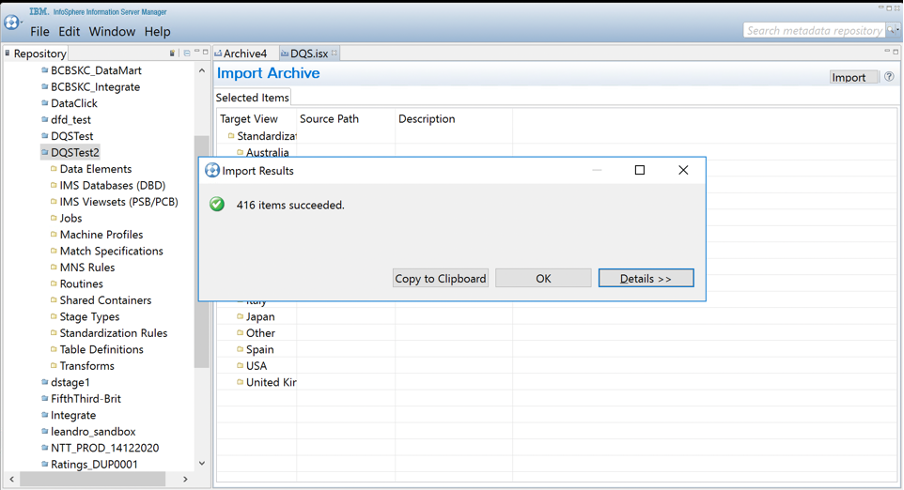 IBM. InfoSphere Information Server Manager
File Edit Window Help
Search metadata repository
Repository
Archive4
DQS.isx
BCBSKC_DataMart
BCBSKC_Integrate
DataClick
dfd_test
DQSTest
DQSTest2
Data Elements
IMS Databases (DBD)
IMS Viewsets (PSB/PCB)
Jobs
Machine Profiles
Match Specifications
MNS Rules
Routines
Shared Containers
Stage Types
Standardization Rules
Table Definitions
Transforms
dstage1
FifthThird-Brit
Integrate
leandro_sandbox
NTT_PROD_14122020
Ratings_DUP0001
Import Archive
Import
Selected Items
Target View Source Path Description
Standardizat
Australia
Import Results
416 items succeeded.
Copy to Clipboard OK Details >>
Italy
Japan
Other
Spain
USA
United Kin